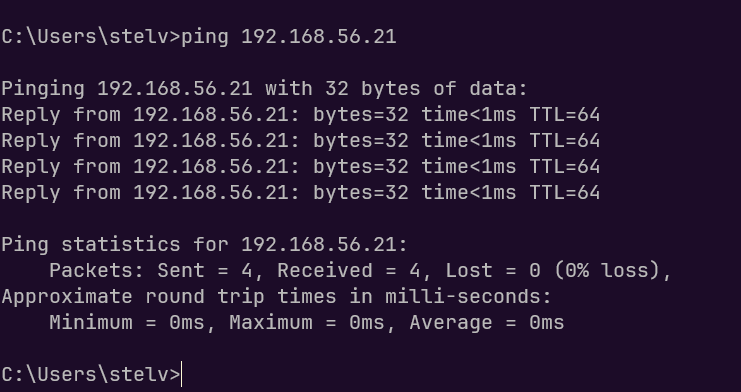 C:\Users\stelv>ping 192.168.56.21
Pinging 192.168.56.21 with 32 bytes of data:
Reply from 192.168.56.21: bytes=32 time<1ms TTL=64
Reply from 192.168.56.21: bytes=32 time<1ms TTL=64
Reply from 192.168.56.21: bytes=32 time<1ms TTL=64
Reply from 192.168.56.21: bytes=32 time<1ms TTL=64
Ping statistics for 192.168.56.21:
    Packets: Sent = 4, Received = 4, Lost = 0 (0% loss),
Approximate round trip times in milli-seconds:
    Minimum = 0ms, Maximum = 0ms, Average = 0ms
C:\Users\stelv>